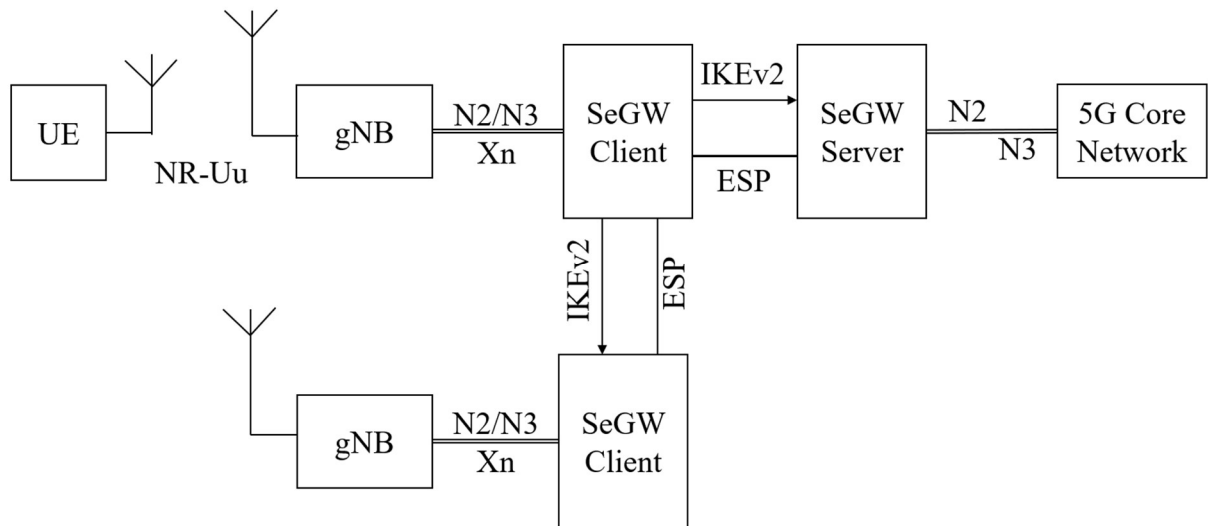 UE
NR-Uu
gNB
N2/N3
Xn
SeGW
Client
IKEv2
ESP
SeGW
Server
N2
N3
5G Core
Network
IKEv2
ESP
gNB
N2/N3
Xn
SeGW
Client